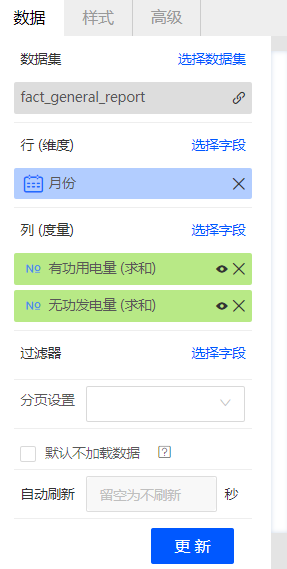 数据 样式 高级
数据集 选择数据集
fact_general_report
行 (维度) 选择字段
月份
列 (度量) 选择字段
No 有功用电量 (求和)
No 无功发电量 (求和)
过滤器 选择字段
分页设置
默认不加载数据 ?
自动刷新 留空为不刷新 秒
更 新